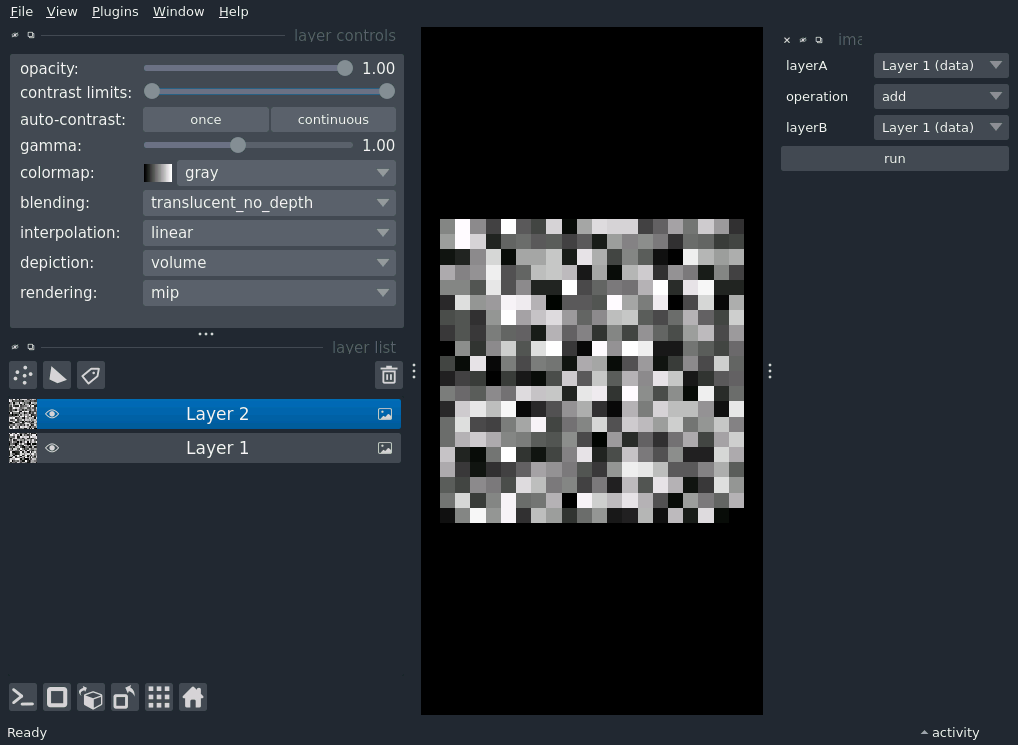 File View Plugins Window Help
layer controls
opacity: 1.00
contrast limits:
auto-contrast: once continuous
gamma: 1.00
colormap: gray
blending: translucent_no_depth
interpolation: linear
depiction: volume
rendering: mip
layer list
Layer 2
Layer 1
ima
layerA Layer 1 (data)
operation add
layerB Layer 1 (data)
run
Ready
activity